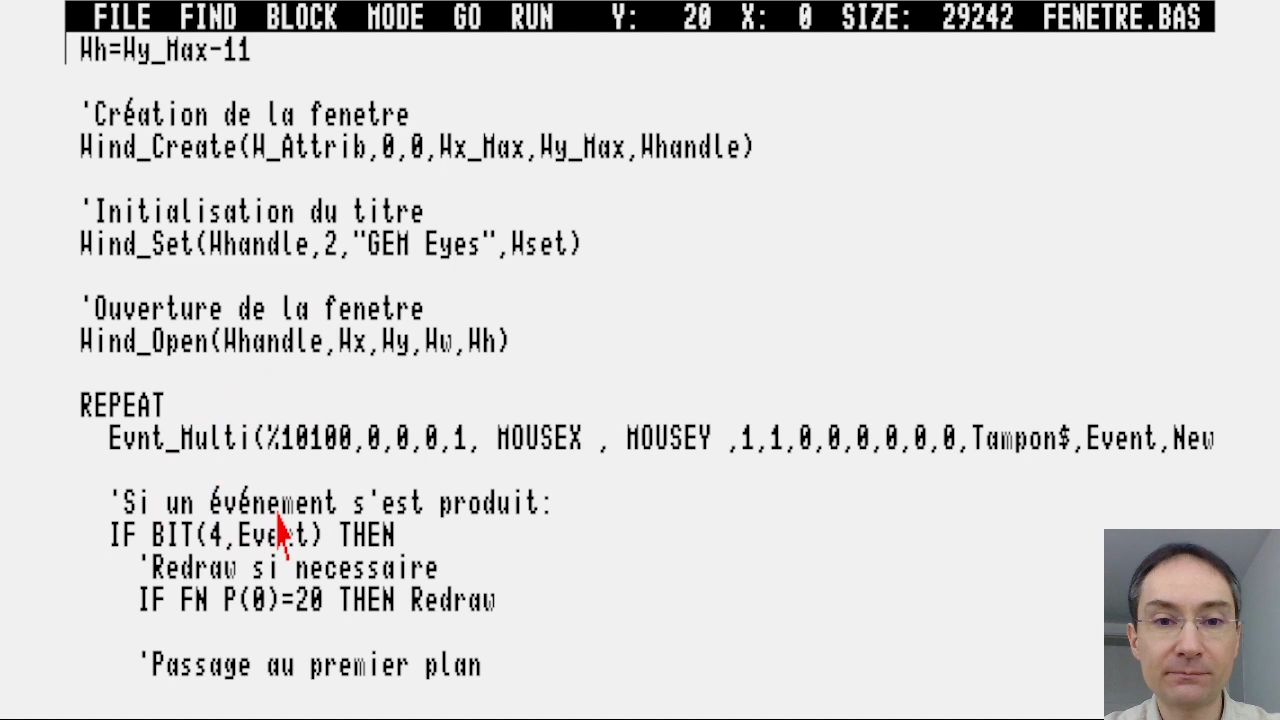 FILE FIND BLOCK MODE GO RUN Y: 20 X: 0 SIZE: 29242 FENETRE.BAS
Wh=Wy_Max-11
'Création de la fenetre
Wind_Create(W_Attrib,0,0,Wx_Max,Wy_Max,Whandle)
'Initialisation du titre
Wind_Set(Whandle,2,"GEM Eyes",Wset)
'Ouverture de la fenetre
Wind_Open(Whandle,Wx,Wy,Ww,Wh)
REPEAT
Evnt_Multi(%10100,0,0,0,1, MOUSEX , MOUSEY ,1,1,0,0,0,0,0,0,Tampon$,Event,New
'Si un événement s'est produit:
IF BIT(4,Event) THEN
'Redraw si necessaire
IF FN P(0)=20 THEN Redraw
'Passage au premier plan